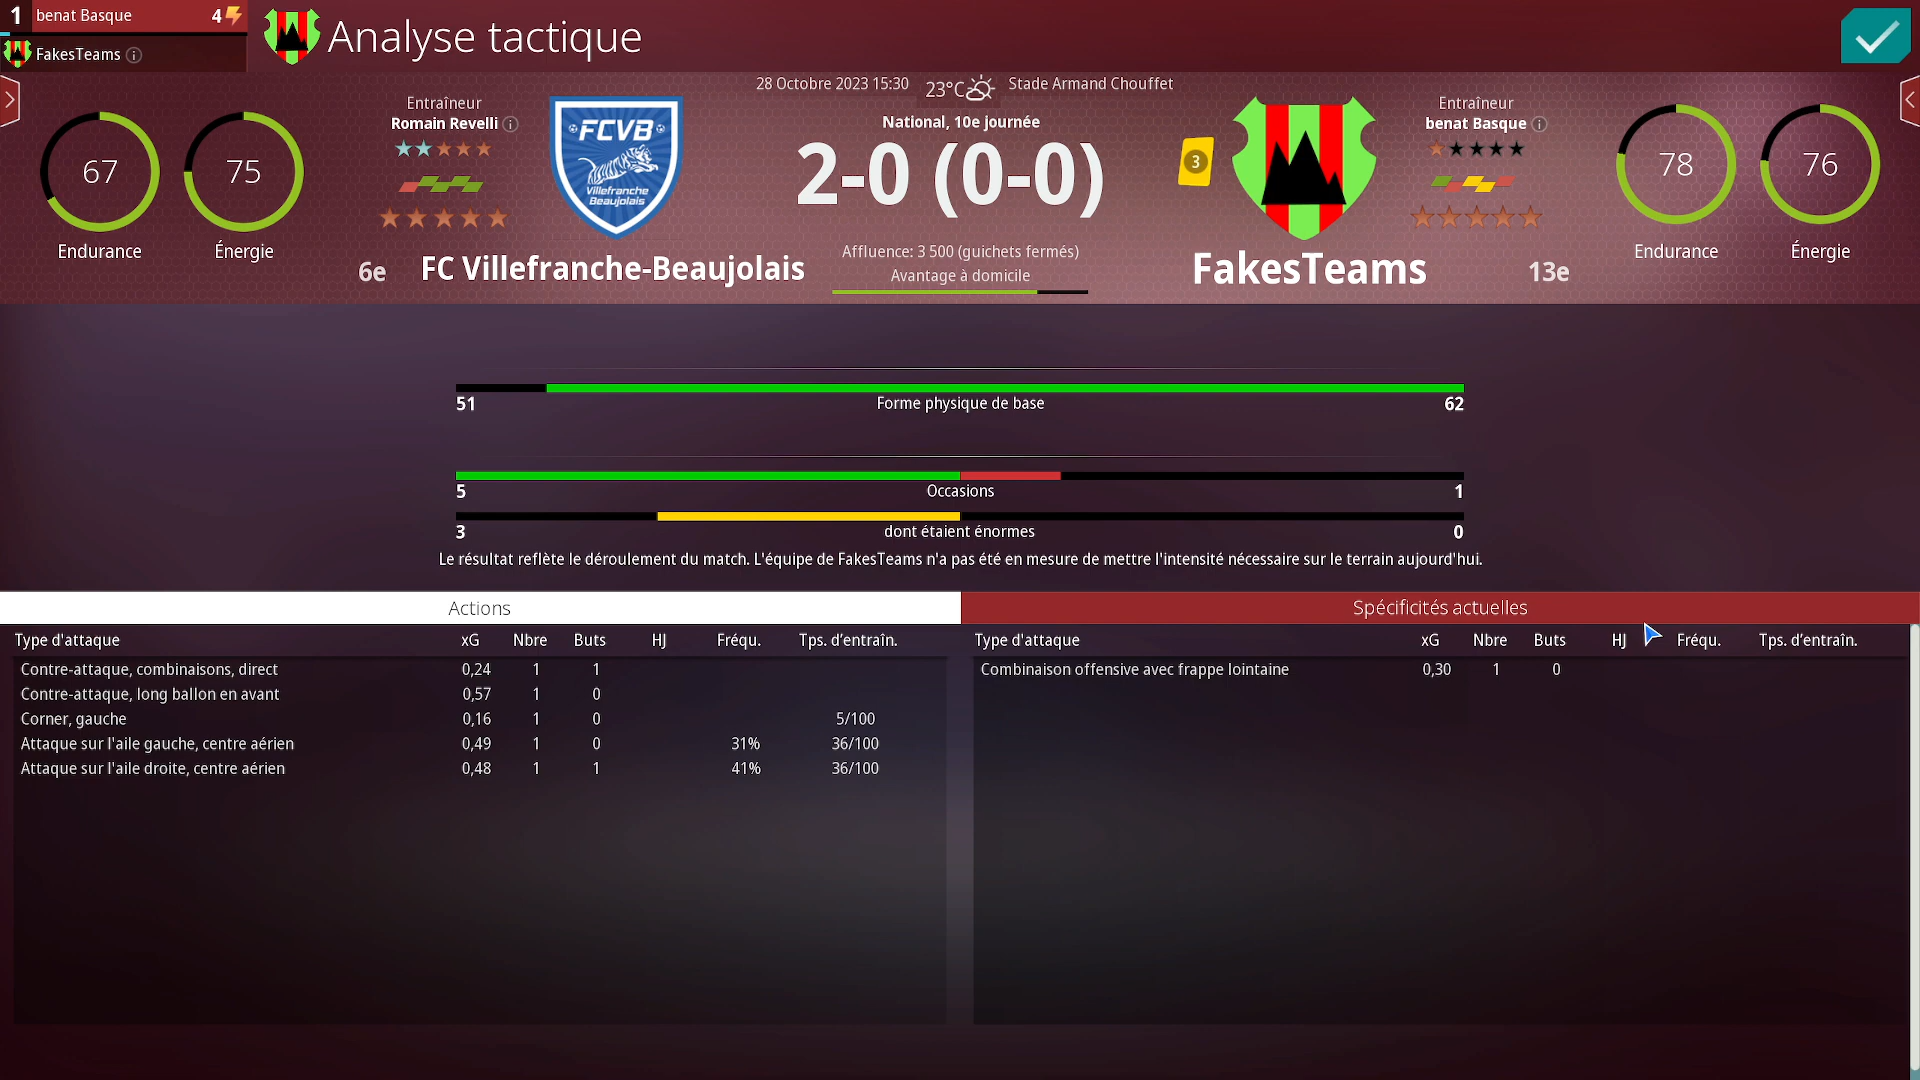 1 benat Basque 4
FakesTeams
Analyse tactique
28 Octobre 2023 15:30 23°C Stade Armand Chouffet
National, 10e journée
2-0 (0-0)
Affluence: 3 500 (guichets fermés)
Avantage à domicile
67 75
Endurance Énergie
Entraîneur
Romain Revelli
FCVB
Villefranche
Beaujolais
6e FC Villefranche-Beaujolais
3
Entraîneur
benat Basque
FakesTeams 13e
78 76
Endurance Énergie
51 Forme physique de base 62
5 Occasions 1
3 dont étaient énormes 0
Le résultat reflète le déroulement du match. L'équipe de FakesTeams n'a pas été en mesure de mettre l'intensité nécessaire sur le terrain aujourd'hui.
Actions
Type d'attaque xG Nbre Buts HJ Fréqu. Tps. d'entraîn.
Contre-attaque, combinaisons, direct 0,24 1 1
Contre-attaque, long ballon en avant 0,57 1 0
Corner, gauche 0,16 1 0 5/100
Attaque sur l'aile gauche, centre aérien 0,49 1 0 31% 36/100
Attaque sur l'aile droite, centre aérien 0,48 1 1 41% 36/100
Spécificités actuelles
Type d'attaque xG Nbre Buts HJ Fréqu. Tps. d'entraîn.
Combinaison offensive avec frappe lointaine 0,30 1 0